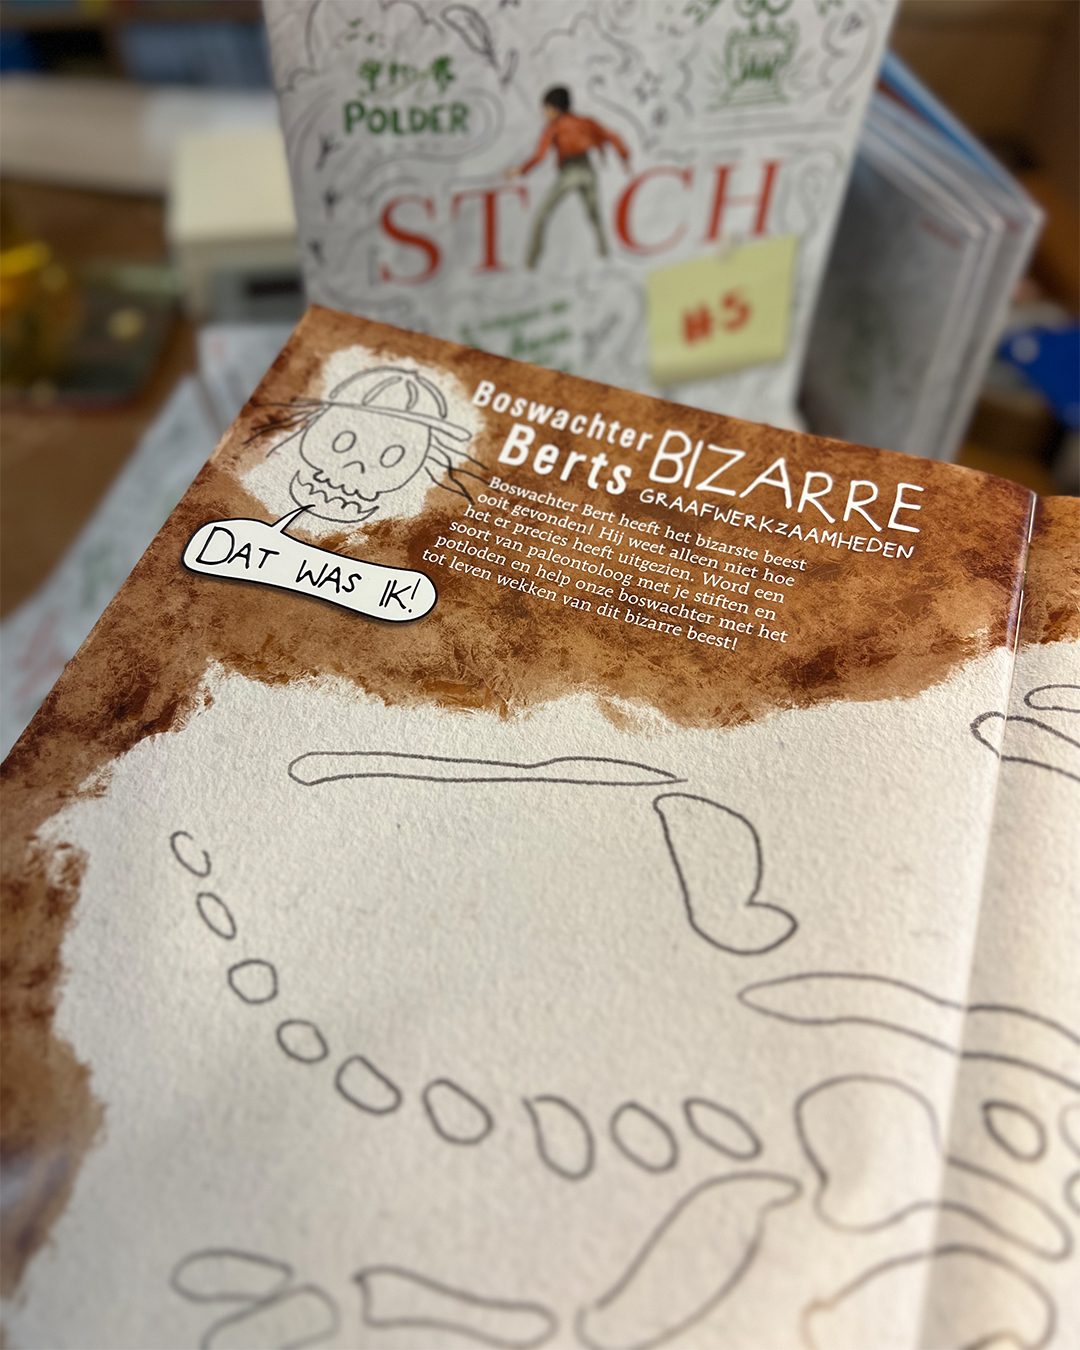 POLDER
STACH
#5
Boswachter
Berts BIZARRE
GRAAFWERKZAAMHEDEN
Boswachter Bert heeft het bizarste beest
ooit gevonden! Hij weet alleen niet hoe
het er precies heeft uitgezien. Word een
soort van paleontoloog met je stiften en
potloden en help onze boswachter met het
tot leven wekken van dit bizarre beest!
DAT WAS IK!